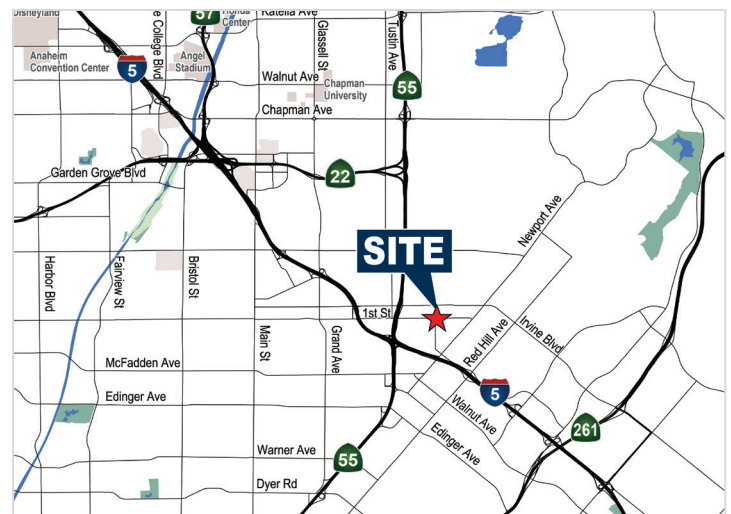 Disneyland
e College Blvd
57
Honda
Center
Katella Ave
Glassell St
Tustin Ave
Anaheim
Convention Center
5
Angel
Stadium
Walnut Ave
Chapman
University
55
Chapman Ave
Garden Grove Blvd
22
Newport Ave
SITE
Harbor Blvd
Fairview St
Bristol St
1st St
Main St
Grand Ave
Red Hill Ave
Irvine Blvd
McFadden Ave
Edinger Ave
5
Walnut Ave
261
Edinger Ave
Warner Ave
55
Dyer Rd